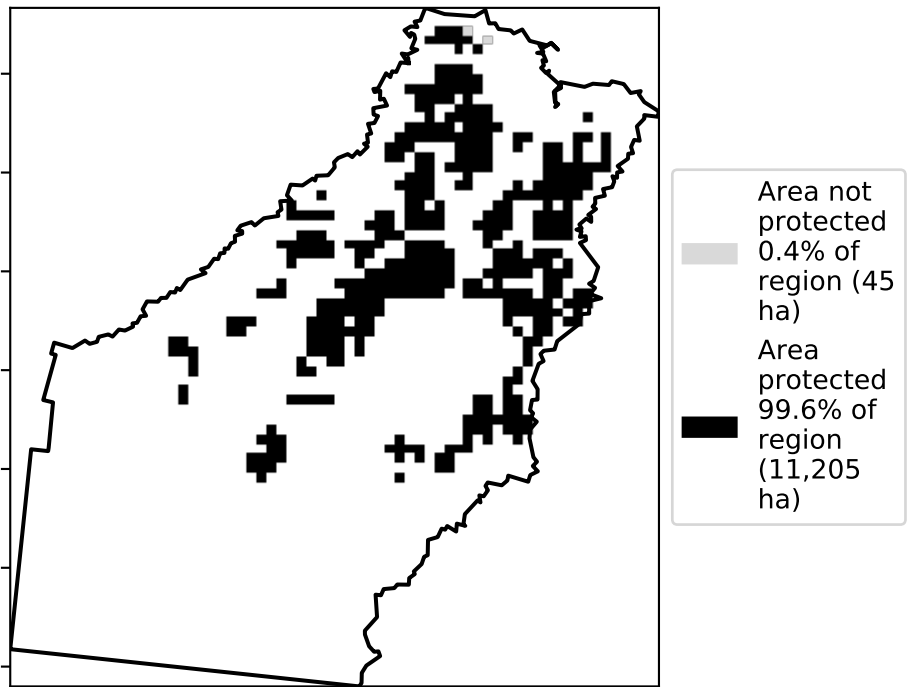 Area not
protected
0.4% of
region (45
ha)
Area
protected
99.6% of
region
(11,205
ha)